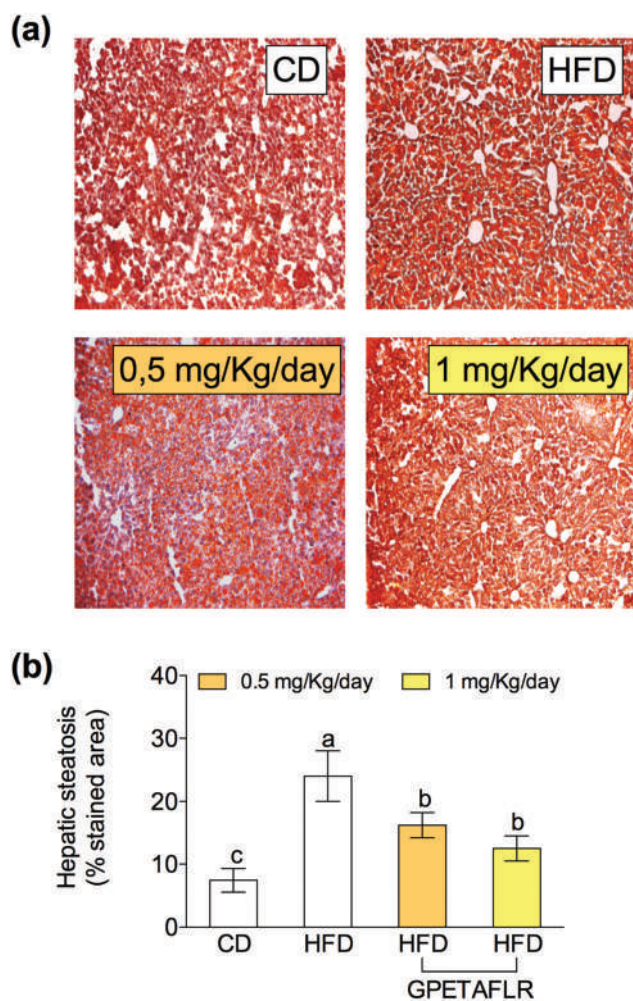 (a)
CD
HFD
0,5 mg/Kg/day
1 mg/Kg/day
(b)
0.5 mg/Kg/day
1 mg/Kg/day
Hepatic steatosis
(% stained area)
40
30
20
10
0
c
a
b
b
CD
HFD
HFD
HFD
GPETAFLR